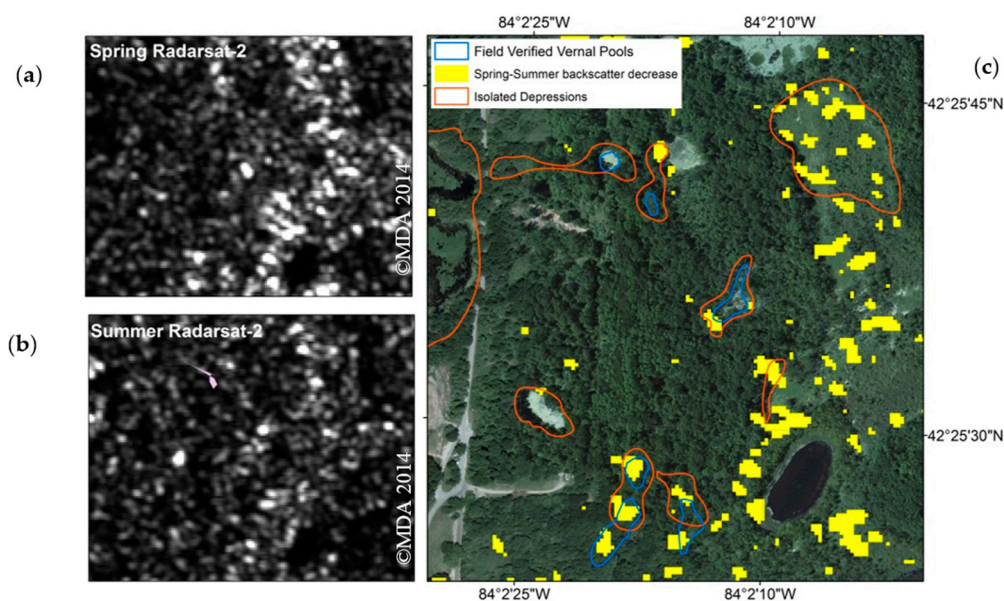 84°2'25"W
84°2'10"W
(a)
Spring Radarsat-2
©MDA 2014
(b)
Summer Radarsat-2
©MDA 2014
Field Verified Vernal Pools
Spring-Summer backscatter decrease
Isolated Depressions
(c)
42°25'45"N
42°25'30"N
84°2'25"W
84°2'10"W